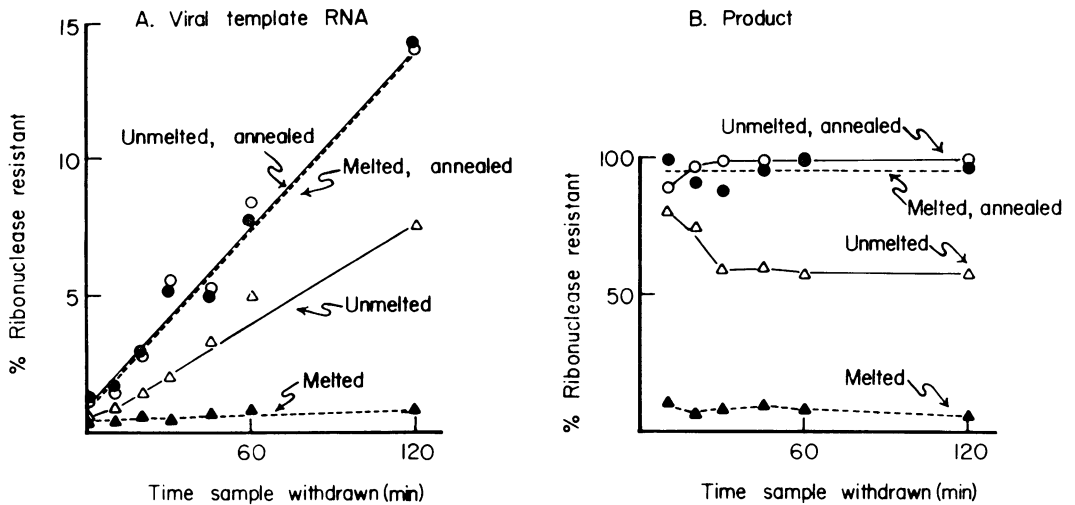 A. Viral template RNA
% Ribonuclease resistant
15
10
5
Unmelted, annealed
Melted, annealed
Unmelted
Melted
60
120
Time sample withdrawn (min)
B. Product
% Ribonuclease resistant
100
50
Unmelted, annealed
Melted, annealed
Unmelted
Melted
60
120
Time sample withdrawn (min)